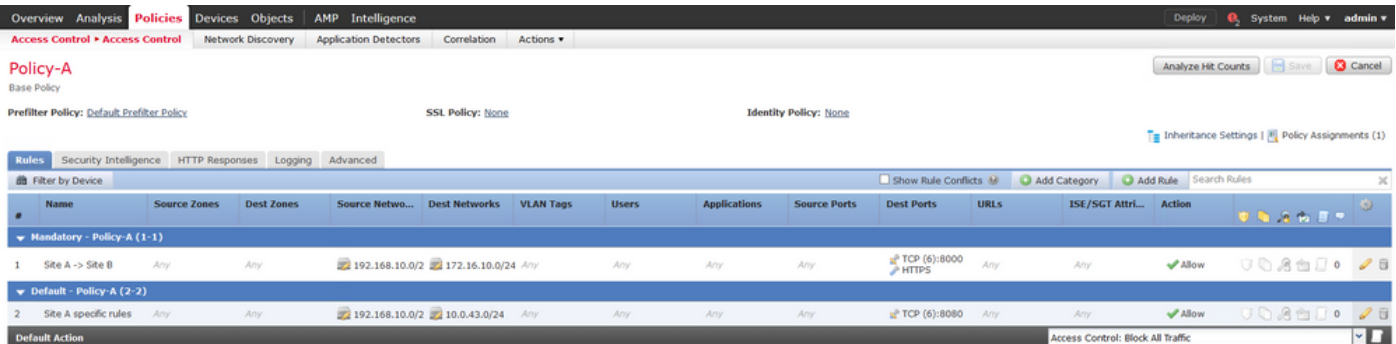 Overview Analysis Policies Devices Objects AMP Intelligence Deploy 2 System Help admin
Access Control Access Control Network Discovery Application Detectors Correlation Actions
Policy-A Analyze Hit Counts Save Cancel
Base Policy
Prefilter Policy: Default Prefilter Policy SSL Policy: None Identity Policy: None
Inheritance Settings | Policy Assignments (1)
Rules Security Intelligence HTTP Responses Logging Advanced
Filter by Device Show Rule Conflicts Add Category Add Rule Search Rules
# Name Source Zones Dest Zones Source Netwo... Dest Networks VLAN Tags Users Applications Source Ports Dest Ports URLs ISE/SGT Attri... Action
Mandatory - Policy-A (1-1)
1 Site A -> Site B Any Any 192.168.10.0/2 172.16.10.0/24 Any Any Any Any TCP (6):8000 Any Any Allow 0
HTTPS
Default - Policy-A (2-2)
2 Site A specific rules Any Any 192.168.10.0/2 10.0.43.0/24 Any Any Any Any TCP (6):8080 Any Any Allow 0
Default Action Access Control: Block All Traffic